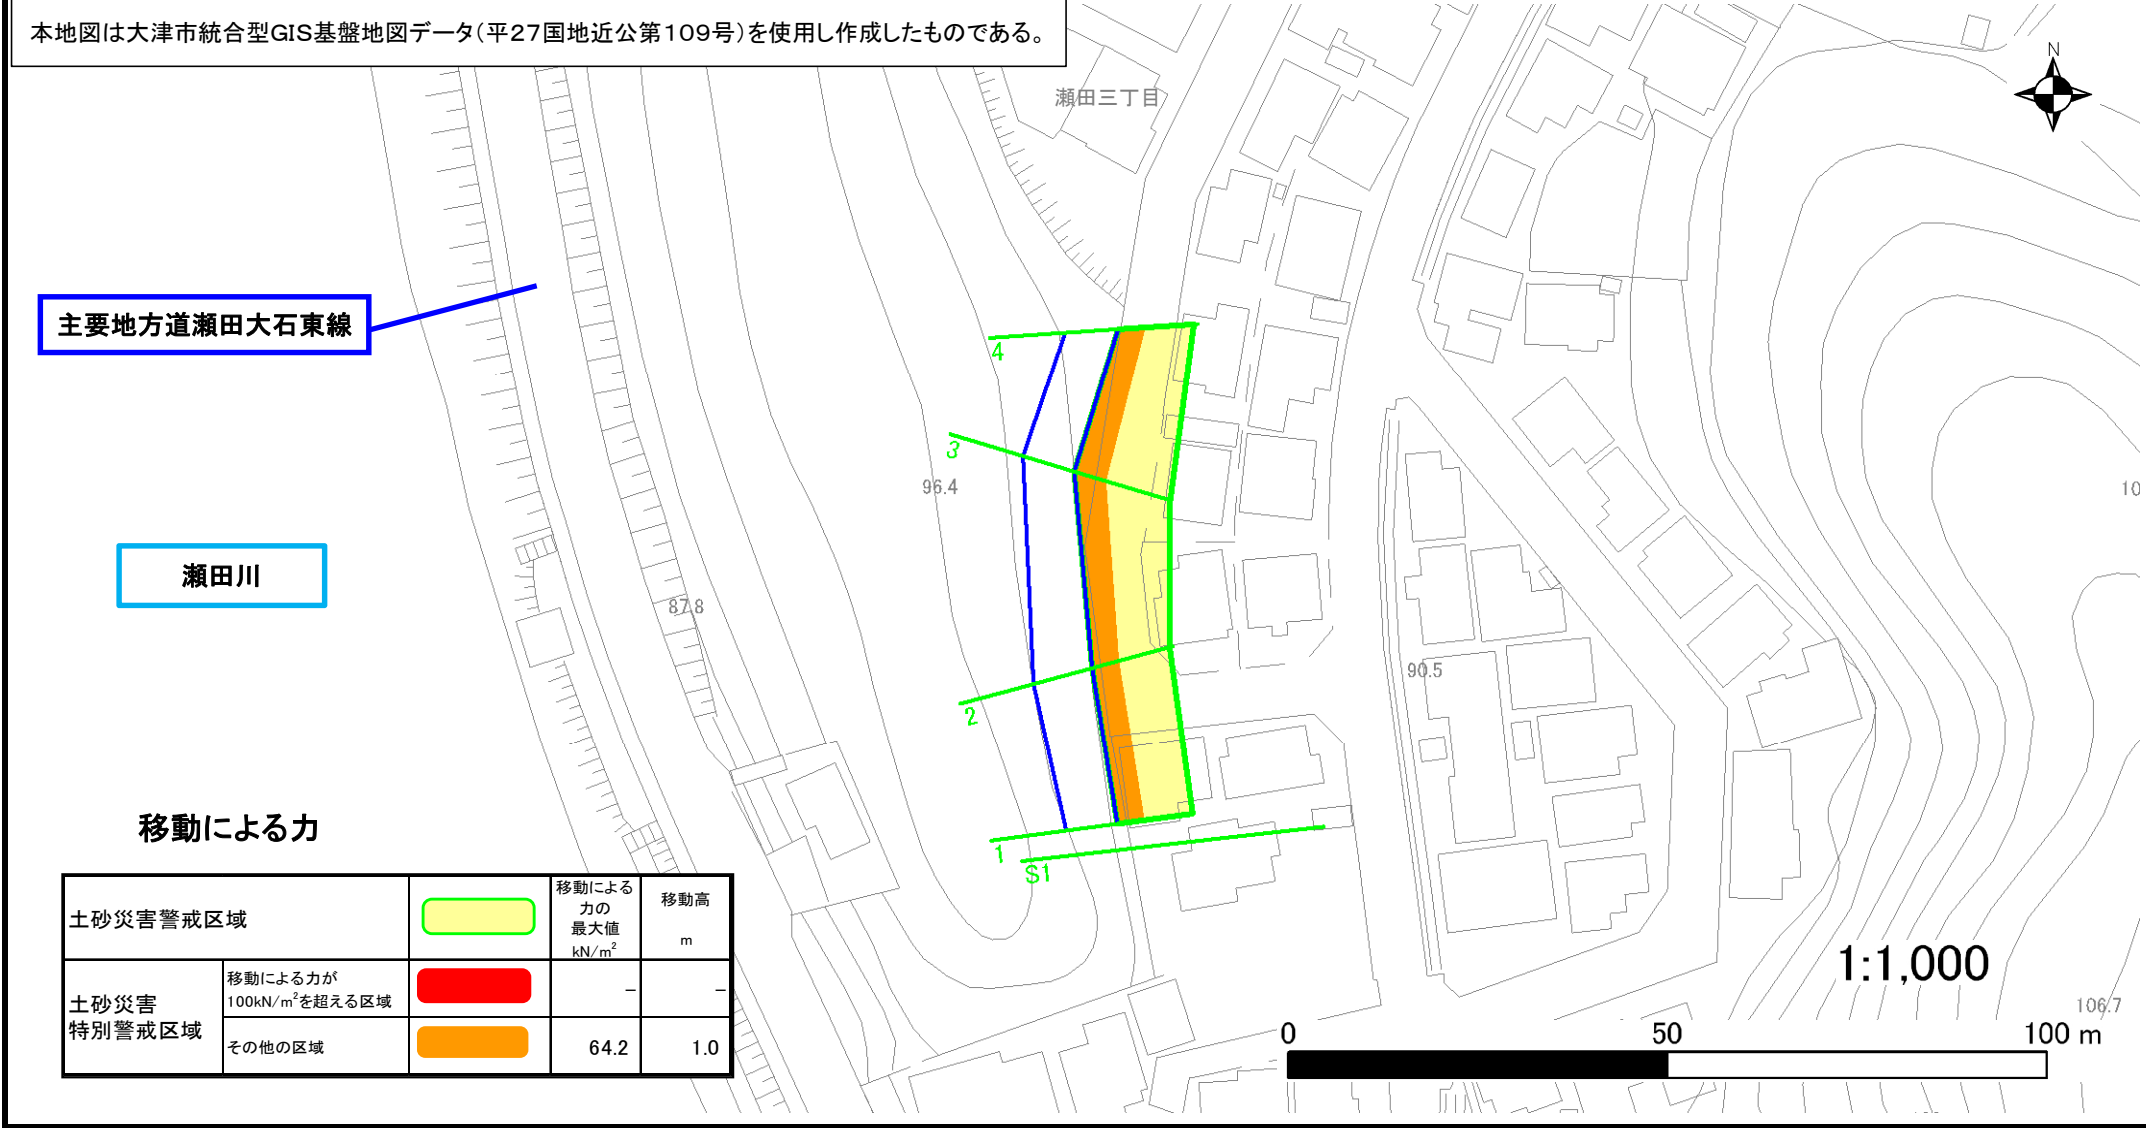 本地図は大津市統合型GIS基盤地図データ(平27国地近公第109号)を使用し作成したものである。
N
瀬田三丁目
主要地方道瀬田大石東線
4
3
96.4
10
瀬田川
87.8
90.5
2
1
S1
移動による力
土砂災害警戒区域
移動による
力の
最大値
kN/m²
移動高
m
土砂災害
特別警戒区域
移動による力が
100kN/m²を超える区域
－
－
その他の区域
64.2
1.0
1:1,000
106.7
0
50
100 m